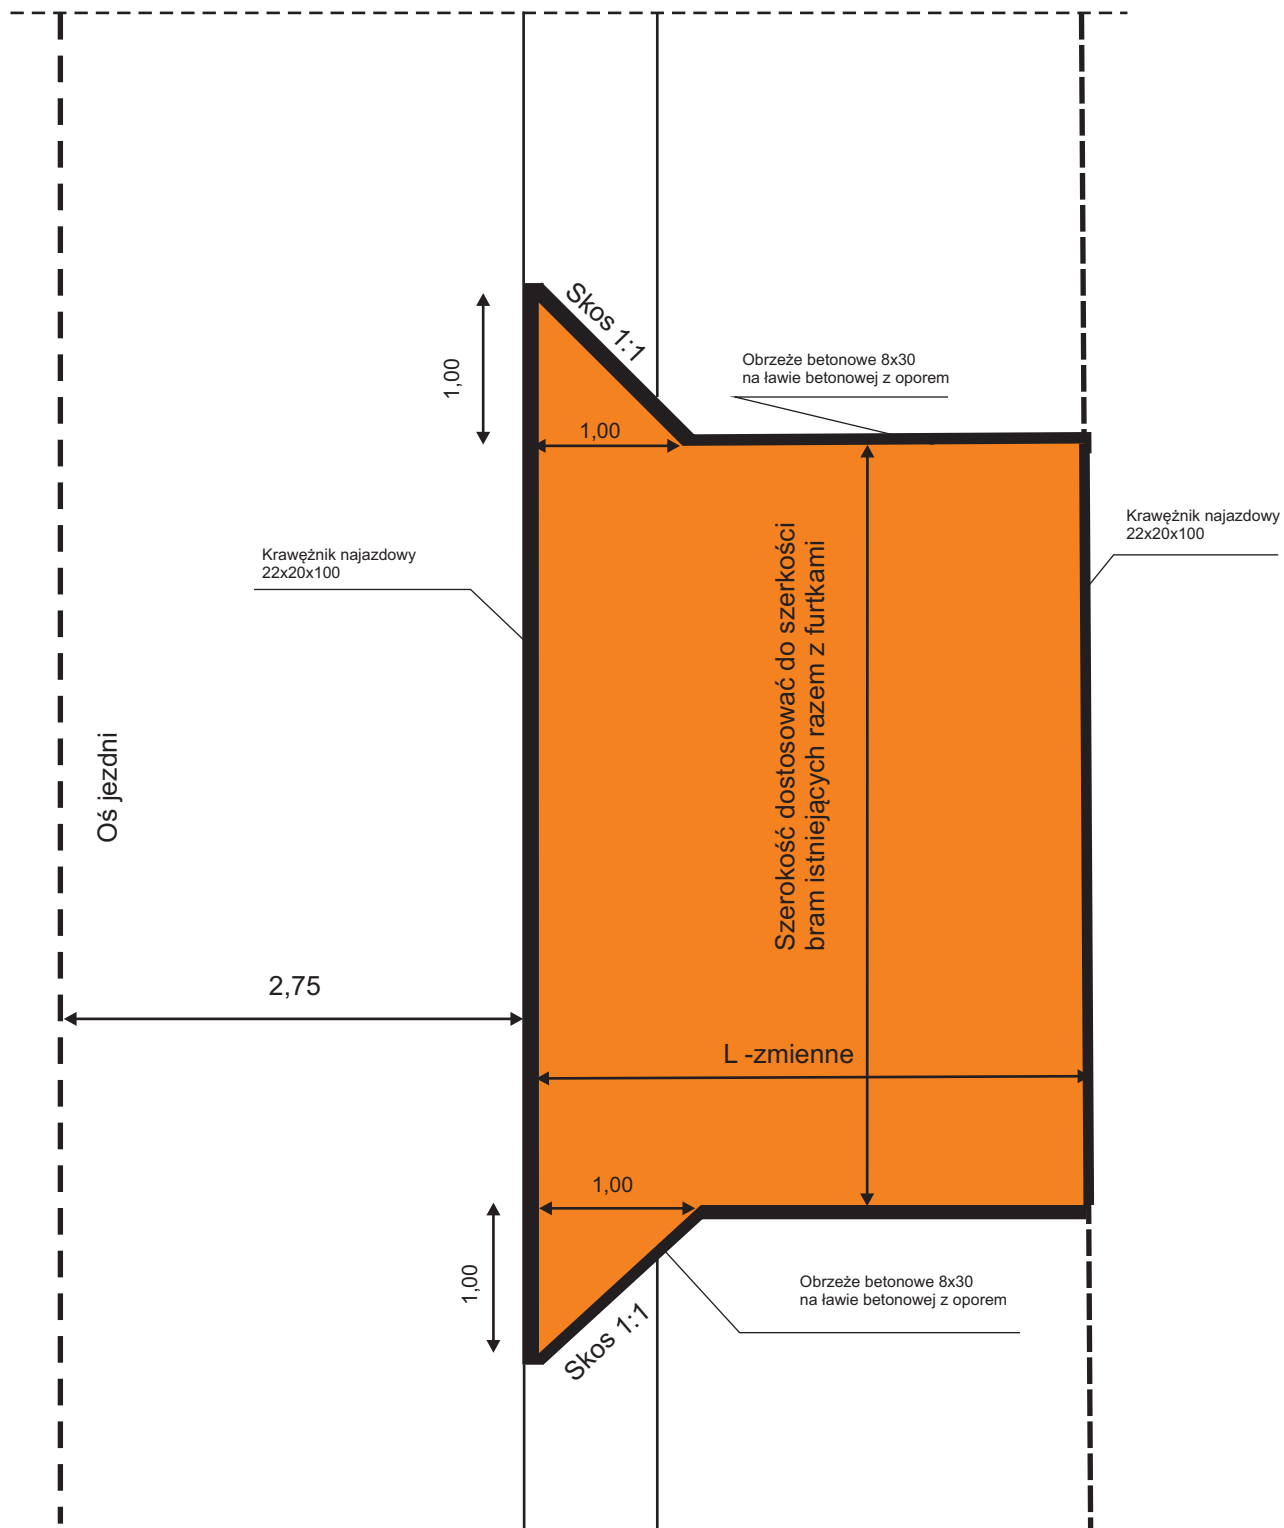 Skos 1:1
1,00
Obrzeże betonowe 8x30
na ławie betonowej z oporem
1,00
Krawężnik najazdowy
22x20x100
Krawężnik najazdowy
22x20x100
Szerokość dostosować do szerkości
bram istniejących razem z furtkami
Oś jezdni
2,75
L -zmienne
1,00
1,00
Obrzeże betonowe 8x30
na ławie betonowej z oporem
Skos 1:1